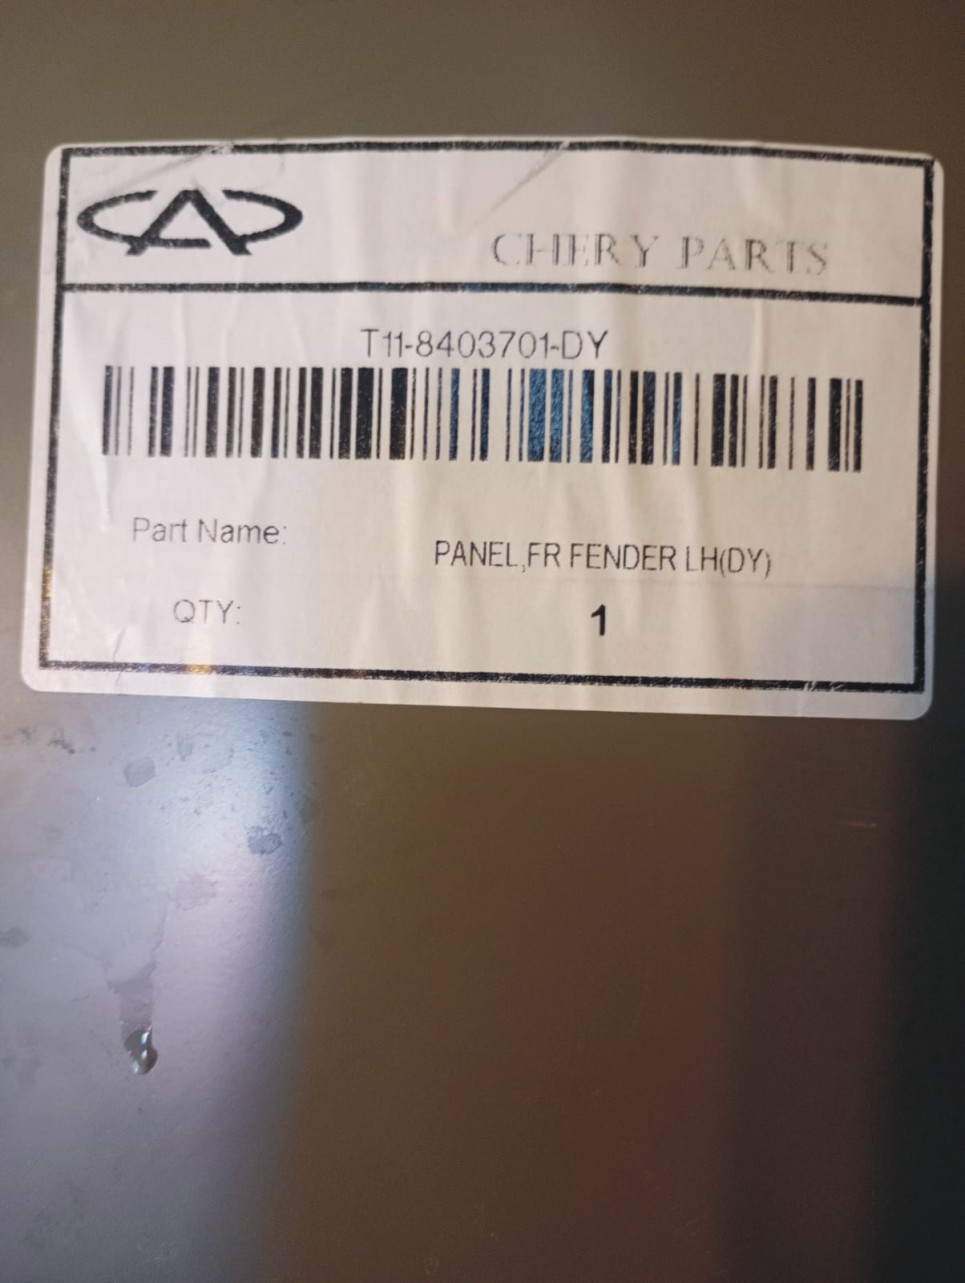 CHERY PARTS
T11-8403701-DY
Part Name: PANEL,FR FENDER LH(DY)
QTY: 1